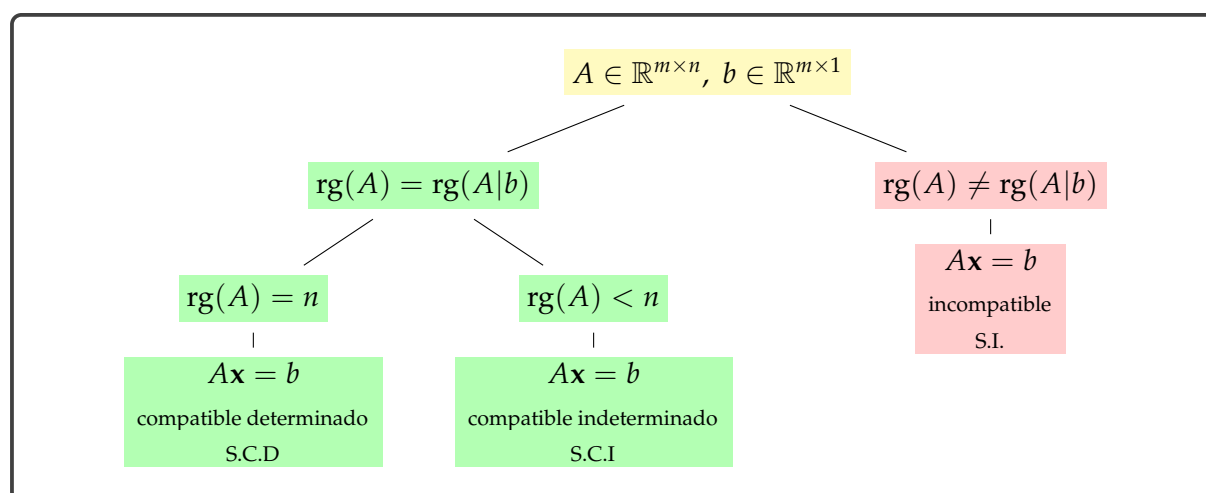 A ∈ ℝ^{m×n}, b ∈ ℝ^{m×1}
rg(A) = rg(A|b)
rg(A) ≠ rg(A|b)
rg(A) = n
rg(A) < n
A𝐱 = b
incompatible
S.I.
A𝐱 = b
compatible determinado
S.C.D
A𝐱 = b
compatible indeterminado
S.C.I